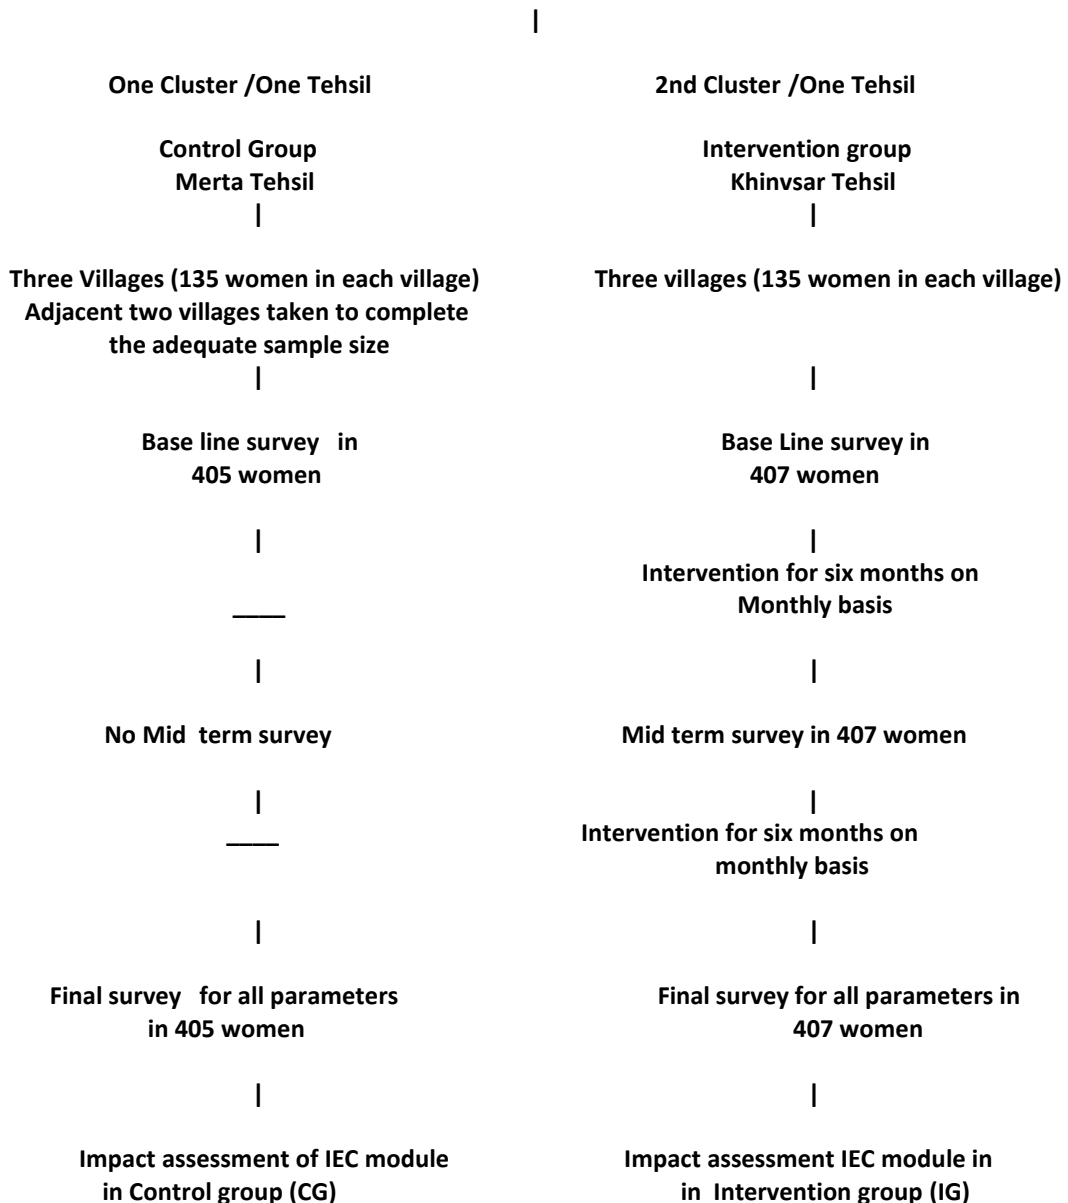 |
One Cluster /One Tehsil
2nd Cluster /One Tehsil
Control Group
Merta Tehsil
|
Intervention group
Khinvsar Tehsil
|
Three Villages (135 women in each village)
Adjacent two villages taken to complete
the adequate sample size
|
Three villages (135 women in each village)
|
Base line survey in
405 women
|
Base Line survey in
407 women
|
____
|
Intervention for six months on
Monthly basis
|
No Mid term survey
|
Mid term survey in 407 women
|
____
Intervention for six months on
monthly basis
|
|
Final survey for all parameters
in 405 women
|
Final survey for all parameters in
407 women
|
Impact assessment of IEC module
in Control group (CG)
Impact assessment IEC module in
in Intervention group (IG)